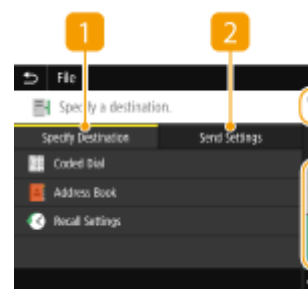 1 2
File
Specify a destination.
Specify Destination Send Settings
Coded Dial
Address Book
Recall Settings